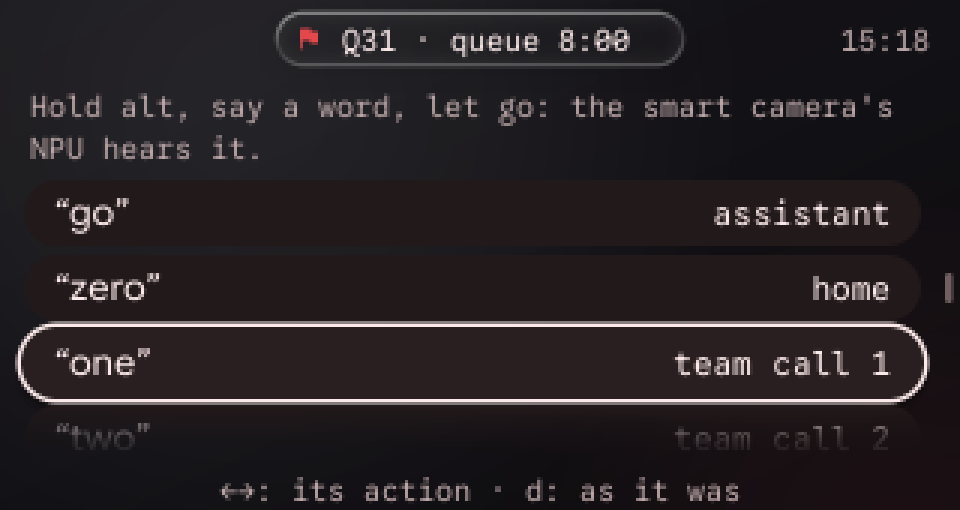 Q31 · queue 8:00
15:18
Hold alt, say a word, let go: the smart camera's
NPU hears it.
“go” assistant
“zero” home
“one” team call 1
“two” team call 2
↔: its action · d: as it was